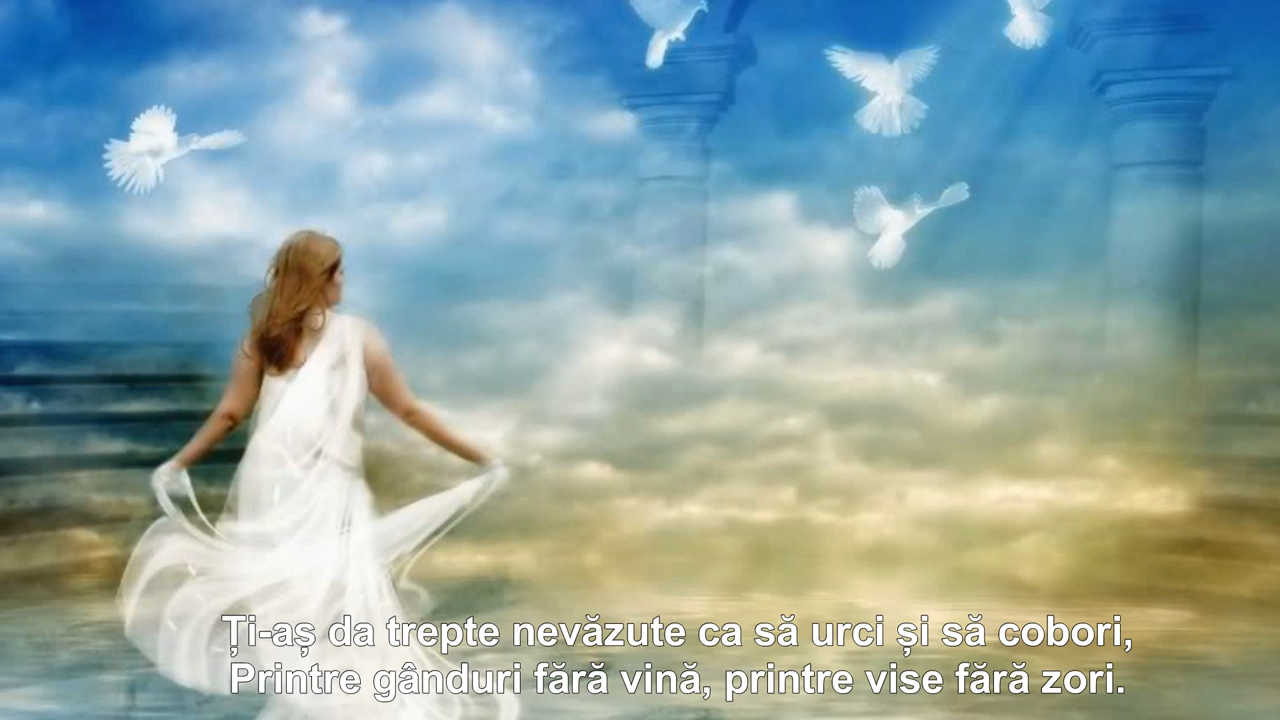 Ți-aș da trepte nevăzute ca să urci și să cobori,
Printre gânduri fără vină, printre vise fără zori.